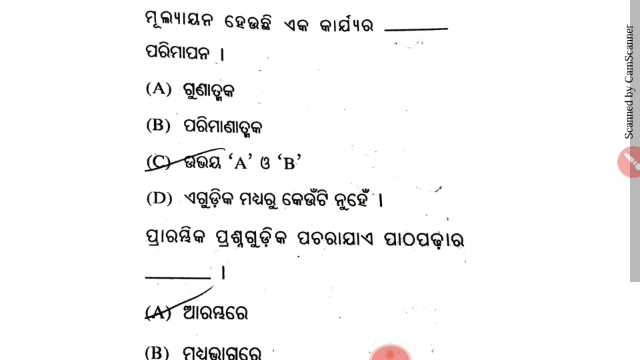 ମୂଲ୍ୟାୟନ ହେଉଛି ଏକ କାର୍ଯ୍ୟର ________
ପରିମାପନ ।
(A) ଗୁଣାତ୍ମକ
(B) ପରିମାଣାତ୍ମକ
(C) ଉଭୟ ‘A’ ଓ ‘B’
(D) ଏଗୁଡ଼ିକ ମଧ୍ୟରୁ କେଉଁଟି ନୁହେଁ ।
ପ୍ରାରମ୍ଭିକ ପ୍ରଶ୍ନଗୁଡ଼ିକ ପଚରାଯାଏ ପାଠପଢ଼ାର
________ ।
(A) ଆରମ୍ଭରେ
(B) ମଧ୍ୟଭାଗରେ
Scanned by CamScanner